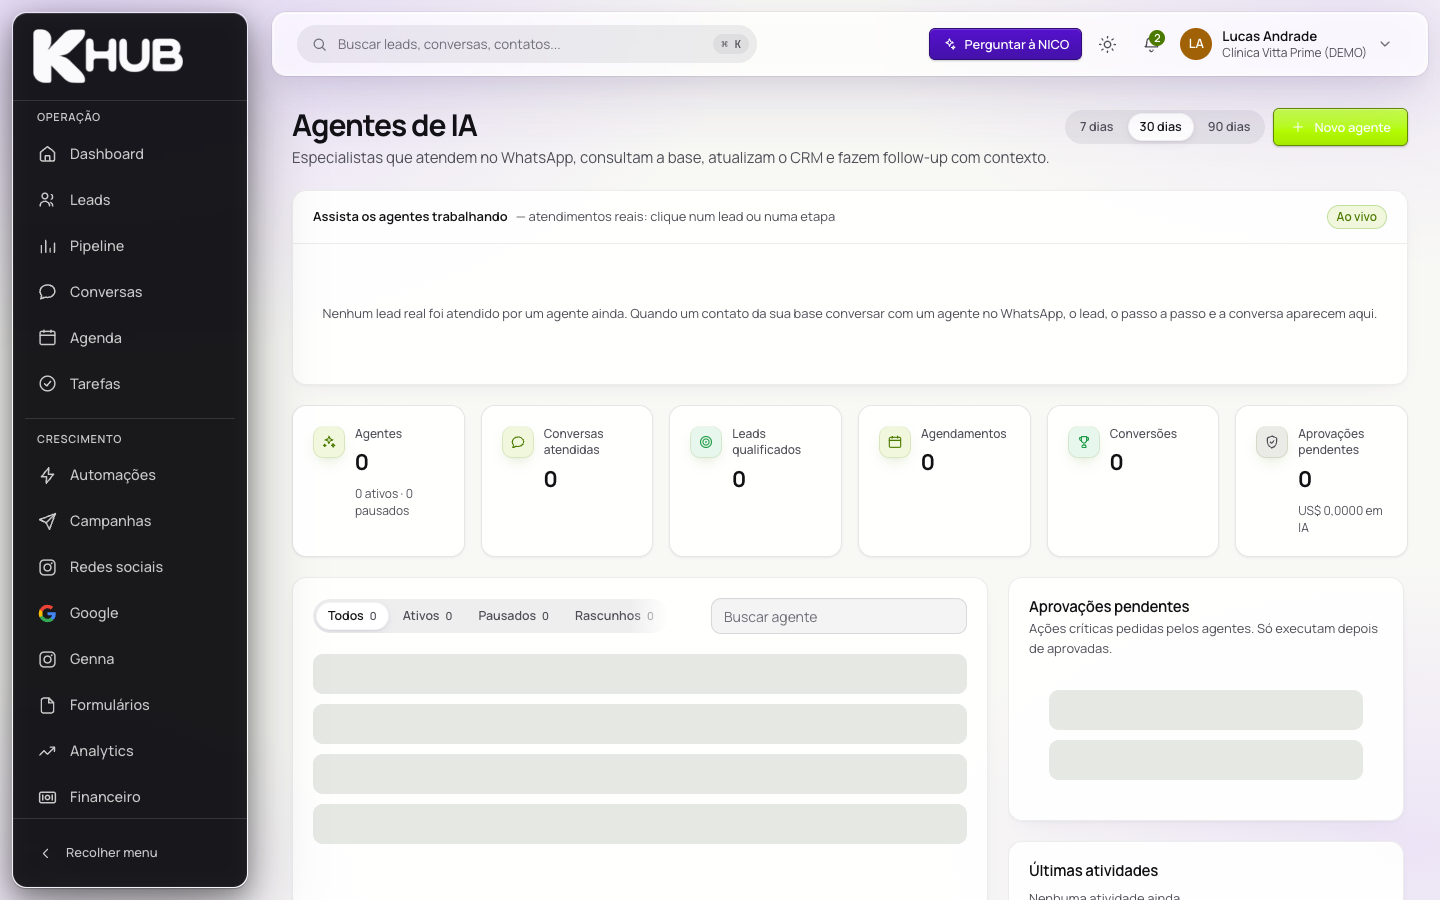 KHUB
OPERAÇÃO
Dashboard
Leads
Pipeline
Conversas
Agenda
Tarefas
CRESCIMENTO
Automações
Campanhas
Redes sociais
Google
Genna
Formulários
Analytics
Financeiro
Recolher menu
Buscar leads, conversas, contatos...
⌘ K
Perguntar à NICO
2
LA
Lucas Andrade
Clínica Vitta Prime (DEMO)
Agentes de IA
Especialistas que atendem no WhatsApp, consultam a base, atualizam o CRM e fazem follow-up com contexto.
7 dias
30 dias
90 dias
Novo agente
Assista os agentes trabalhando — atendimentos reais: clique num lead ou numa etapa
Ao vivo
Nenhum lead real foi atendido por um agente ainda. Quando um contato da sua base conversar com um agente no WhatsApp, o lead, o passo a passo e a conversa aparecem aqui.
Agentes
0
0 ativos · 0
pausados
Conversas
atendidas
0
Leads
qualificados
0
Agendamentos
0
Conversões
0
Aprovações
pendentes
0
US$ 0,0000 em
IA
Todos 0
Ativos 0
Pausados 0
Rascunhos 0
Buscar agente
Aprovações pendentes
Ações críticas pedidas pelos agentes. Só executam depois
de aprovadas.
Últimas atividades
Nenhuma atividade ainda